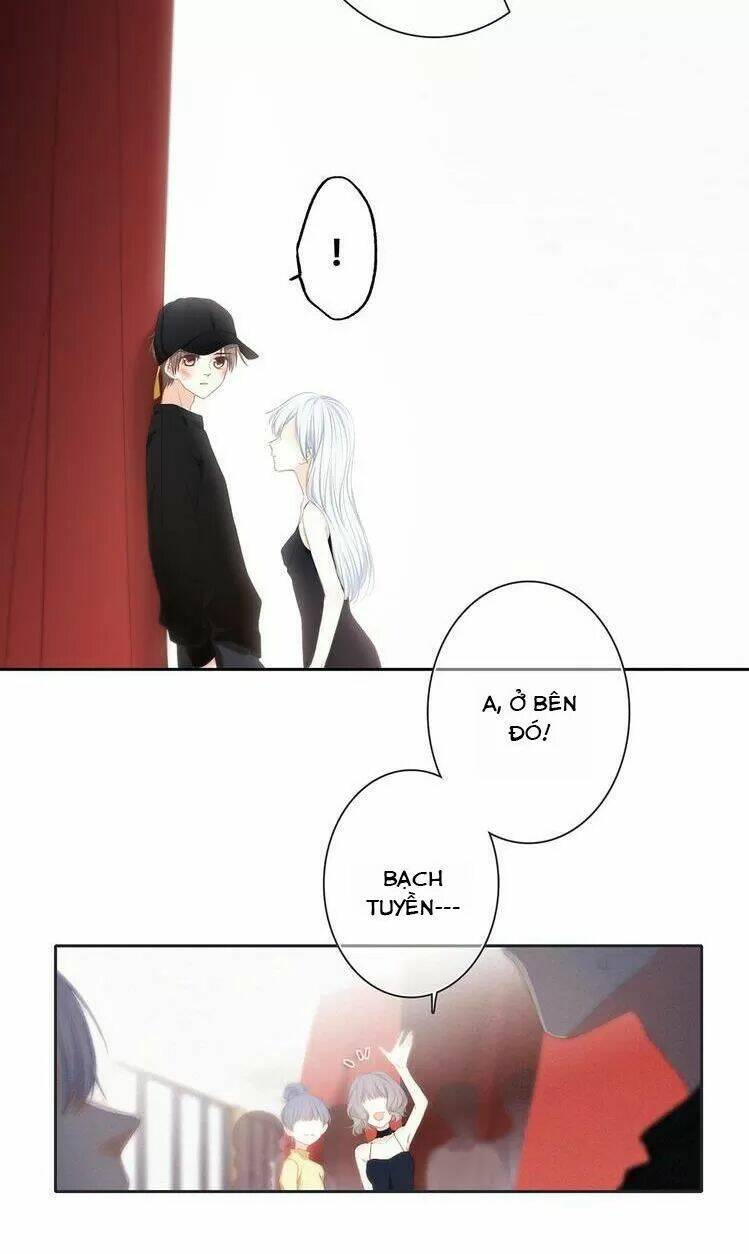 !
A, Ở BÊN
ĐÓ!
BẠCH
TUYỀN---